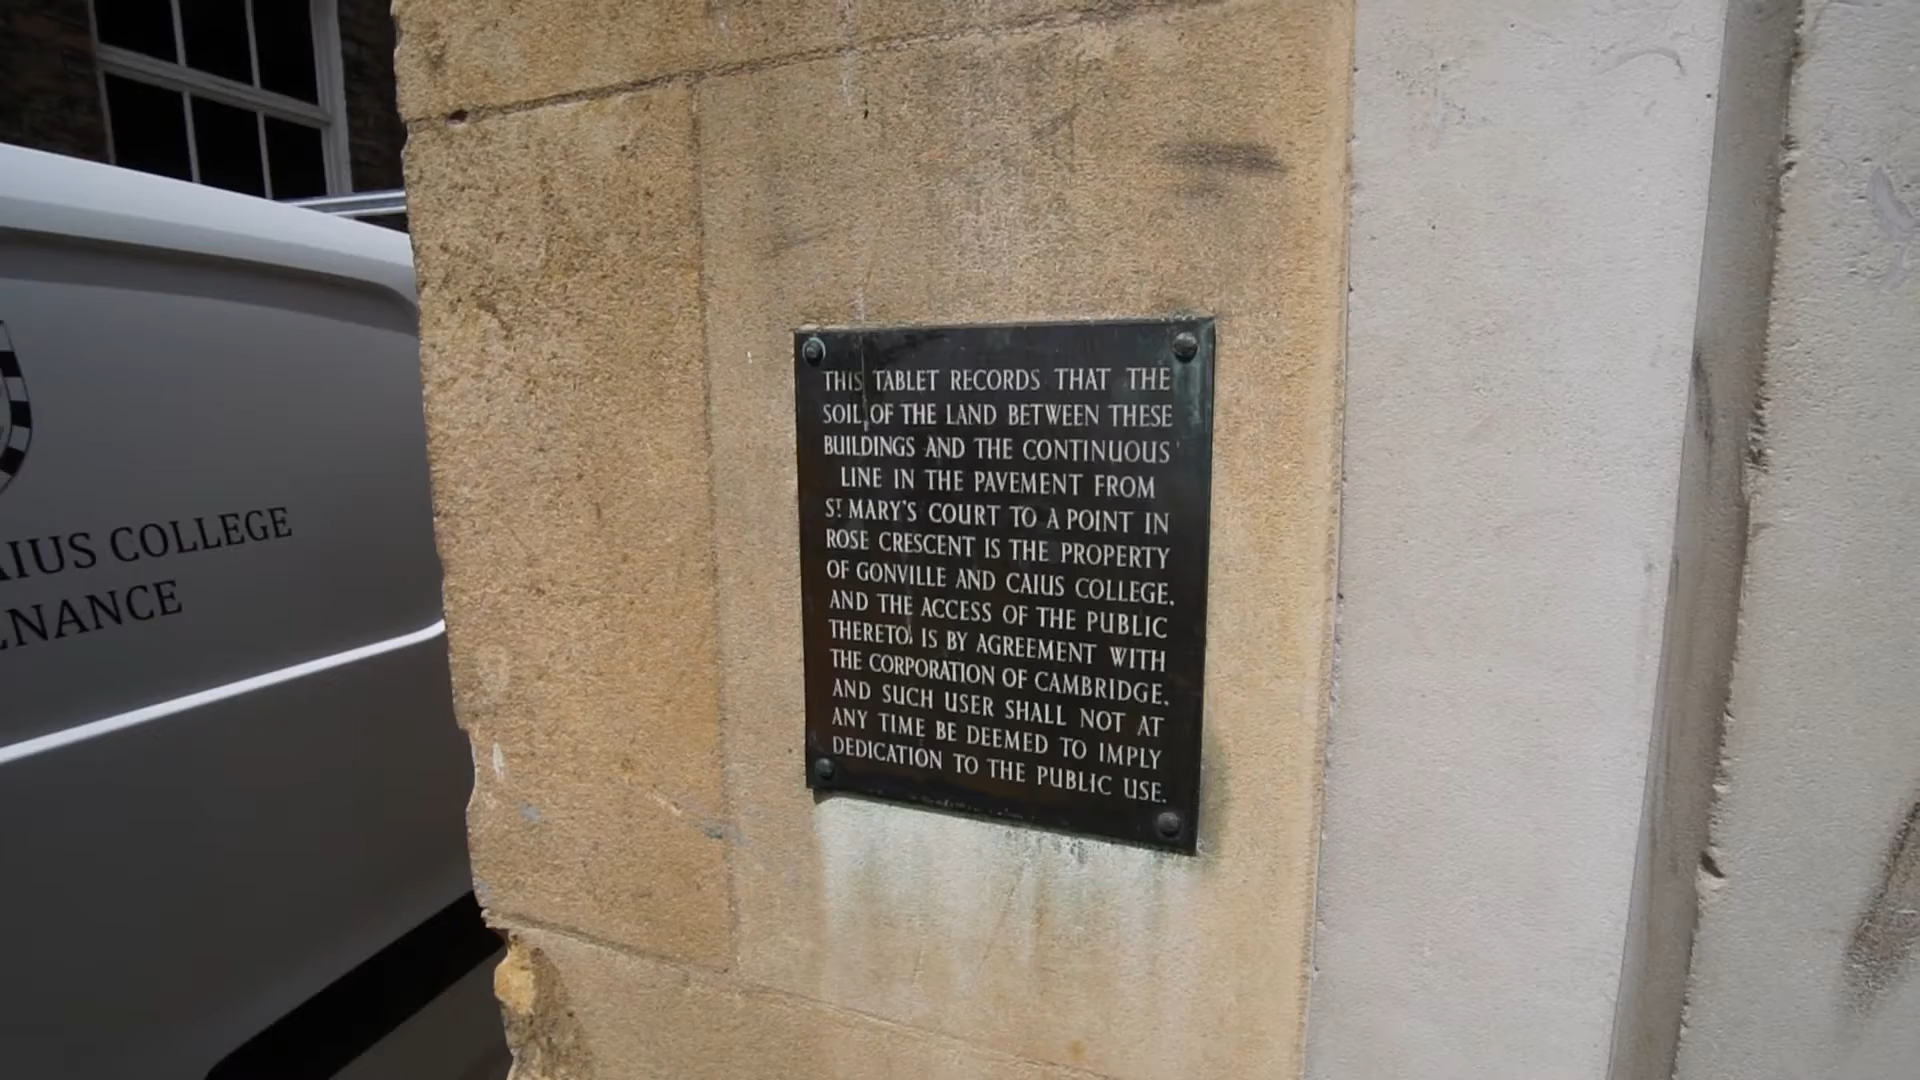 THIS TABLET RECORDS THAT THE
SOIL OF THE LAND BETWEEN THESE
BUILDINGS AND THE CONTINUOUS
LINE IN THE PAVEMENT FROM
ST MARY'S COURT TO A POINT IN
ROSE CRESCENT IS THE PROPERTY
OF GONVILLE AND CAIUS COLLEGE,
AND THE ACCESS OF THE PUBLIC
THERETO, IS BY AGREEMENT WITH
THE CORPORATION OF CAMBRIDGE,
AND SUCH USER SHALL NOT AT
ANY TIME BE DEEMED TO IMPLY
DEDICATION TO THE PUBLIC USE.
AIUS COLLEGE
ENANCE